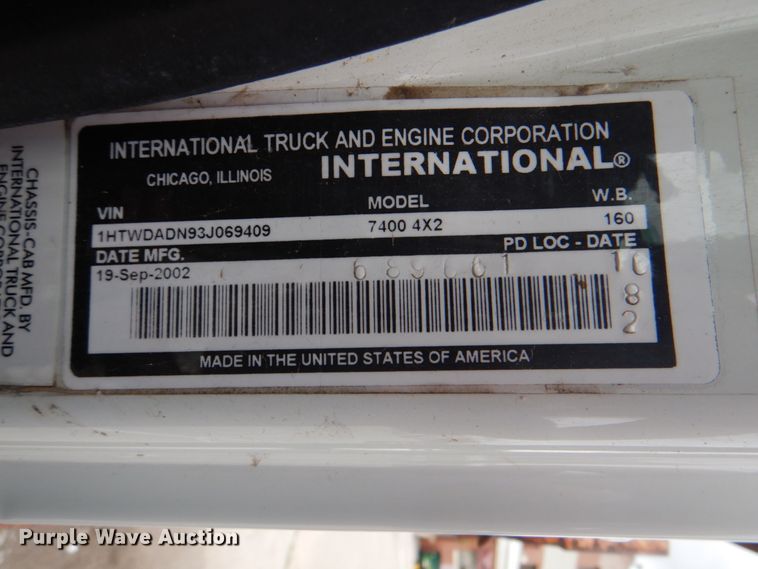 INTERNATIONAL TRUCK AND ENGINE CORPORATION
CHICAGO, ILLINOIS INTERNATIONAL®
VIN MODEL W.B.
1HTWDADN93J069409 7400 4X2 160
DATE MFG. PD LOC - DATE
19-Sep-2002
82
MADE IN THE UNITED STATES OF AMERICA
CHASSIS-CAB MFD. BY
INTERNATIONAL TRUCK AND
Purple Wave Auction